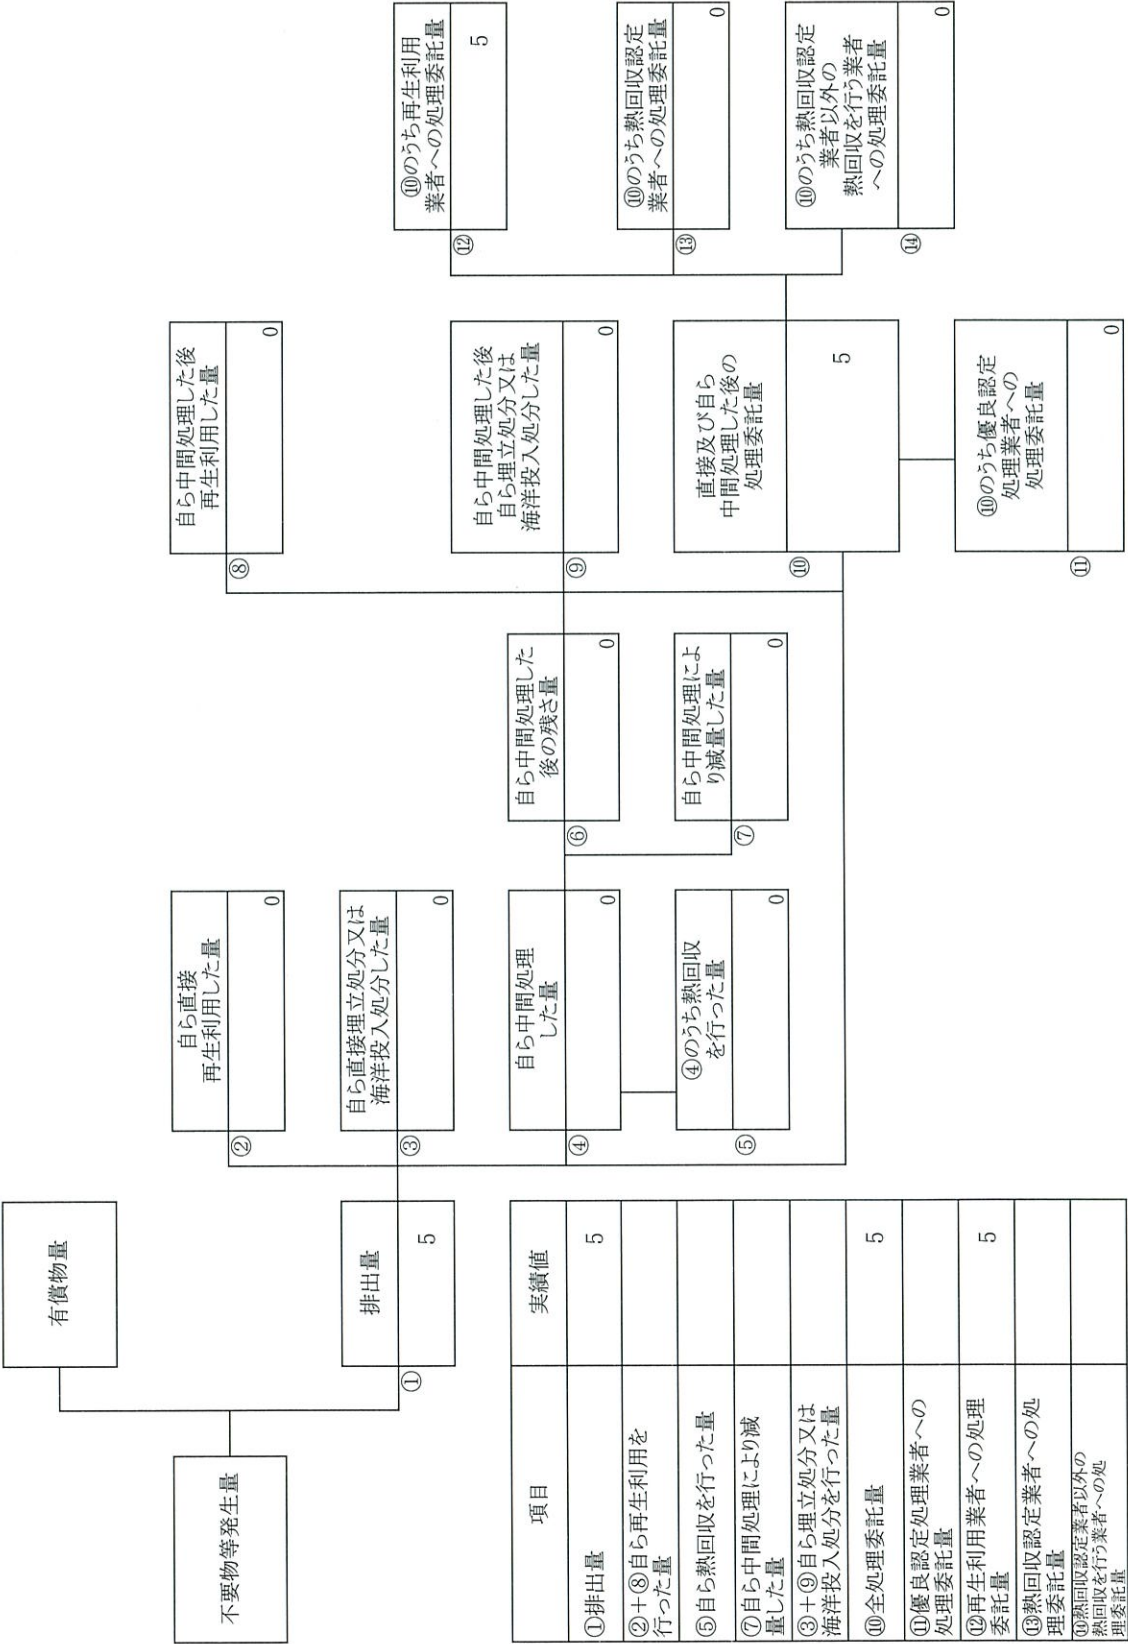 不要物等発生量
有償物量
排出量
①
5
自ら直接
再生利用した量
②
0
自ら直接埋立処分又は
海洋投入処分した量
③
0
自ら中間処理
した量
④
0
④のうち熱回収
を行った量
⑤
0
自ら中間処理した
後の残さ量
⑥
0
自ら中間処理によ
り減量した量
⑦
0
自ら中間処理した後
再生利用した量
⑧
0
自ら中間処理した後
自ら埋立処分又は
海洋投入処分した量
⑨
0
直接及び自ら
中間処理した後の
処理委託量
⑩
5
⑩のうち優良認定
処理業者への
処理委託量
⑪
0
⑩のうち再生利用
業者への処理委託量
⑫
5
⑩のうち熱回収認定
業者への処理委託量
⑬
0
⑩のうち熱回収認定
業者以外の
熱回収を行う業者
への処理委託量
⑭
0
項目 実績値
①排出量 5
②+⑧自ら再生利用を
行った量
⑤自ら熱回収を行った量
⑦自ら中間処理により減
量した量
③+⑨自ら埋立処分又は
海洋投入処分を行った量
⑩全処理委託量 5
⑪優良認定処理業者への
処理委託量
⑫再生利用業者への処理
委託量 5
⑬熱回収認定業者への処
理委託量
⑭熱回収認定業者以外の
熱回収を行う業者への処
理委託量